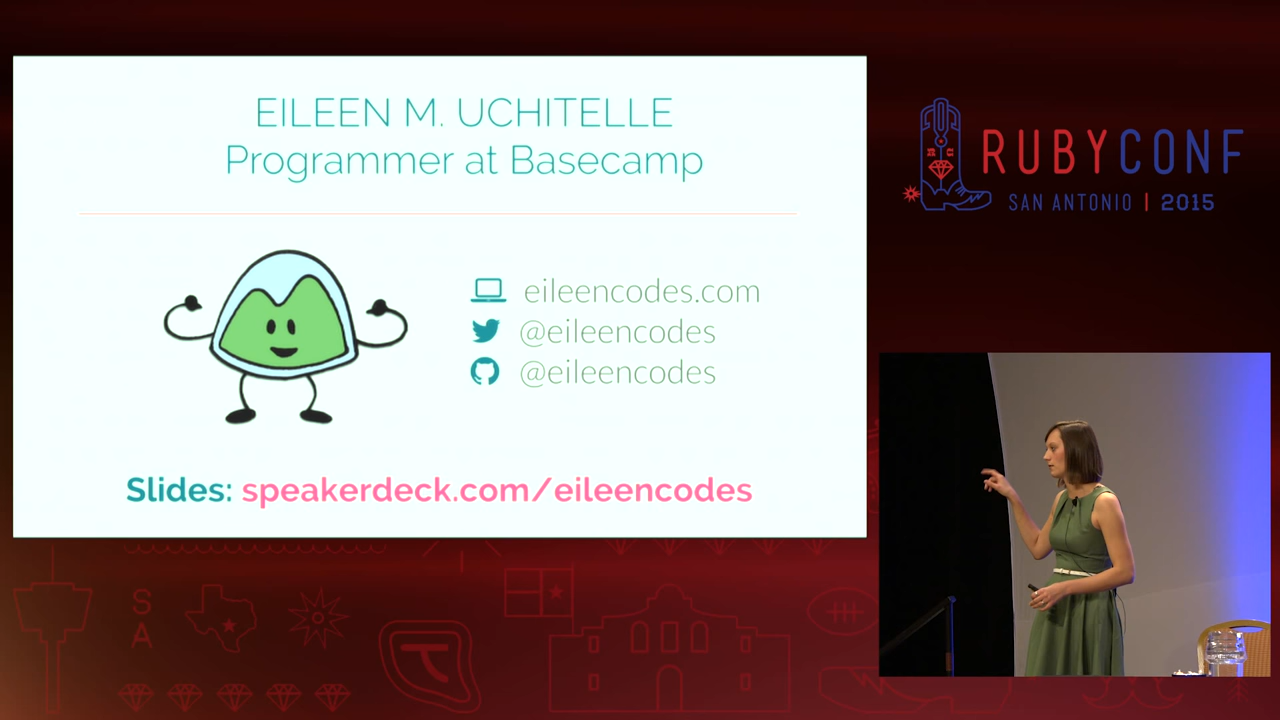 EILEEN M. UCHITELLE
Programmer at Basecamp
eileencodes.com
@eileencodes
@eileencodes
Slides: speakerdeck.com/eileencodes
RUBYCONF
SAN ANTONIO | 2015
S
A